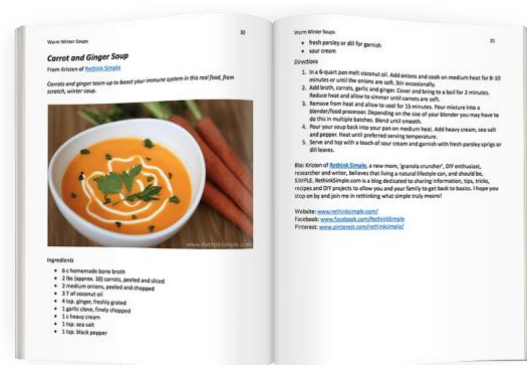 Warm Winter Soups
30
Carrot and Ginger Soup
From Kristen of Rethink Simple
Carrots and ginger team up to boost your immune system in this real food, from
scratch, winter soup.
www.RethinkSimple.com
Ingredients
• 6 c homemade bone broth
• 2 lbs (approx. 10) carrots, peeled and sliced
• 2 medium onions, peeled and chopped
• 3 T of coconut oil
• 4 tsp. ginger, freshly grated
• 1 garlic clove, finely chopped
• 1 c heavy cream
• 1 tsp. sea salt
• 1 tsp. black pepper
Warm Winter Soups
31
• fresh parsley or dill for garnish
• sour cream
Directions
1. In a 6-quart pan melt coconut oil. Add onions and cook on medium heat for 8-10
minutes or until the onions are soft. Stir occasionally.
2. Add broth, carrots, garlic and ginger. Cover and bring to a boil for 2 minutes.
Reduce heat and allow to simmer until carrots are soft.
3. Remove from heat and allow to cool for 15 minutes. Pour mixture into a
blender/food processor. Depending on the size of your blender you may have to
do this in multiple batches. Blend until smooth.
4. Pour your soup back into your pan on medium heat. Add heavy cream, sea salt
and pepper. Heat until preferred serving temperature.
5. Serve and top with a touch of sour cream and garnish with fresh parsley sprigs or
dill leaves.
Bio: Kristen of Rethink Simple, a new mom, 'granola cruncher', DIY enthusiast,
researcher and writer, believes that living a natural lifestyle can, and should be,
SIMPLE. RethinkSimple.com is a blog dedicated to sharing information, tips, tricks,
recipes and DIY projects to allow you and your family to get back to basics. I hope you
stop on by and join me in rethinking what simple truly means!
Website: www.rethinksimple.com/
Facebook: www.facebook.com/RethinkSimple
Pinterest: www.pinterest.com/rethinksimple/